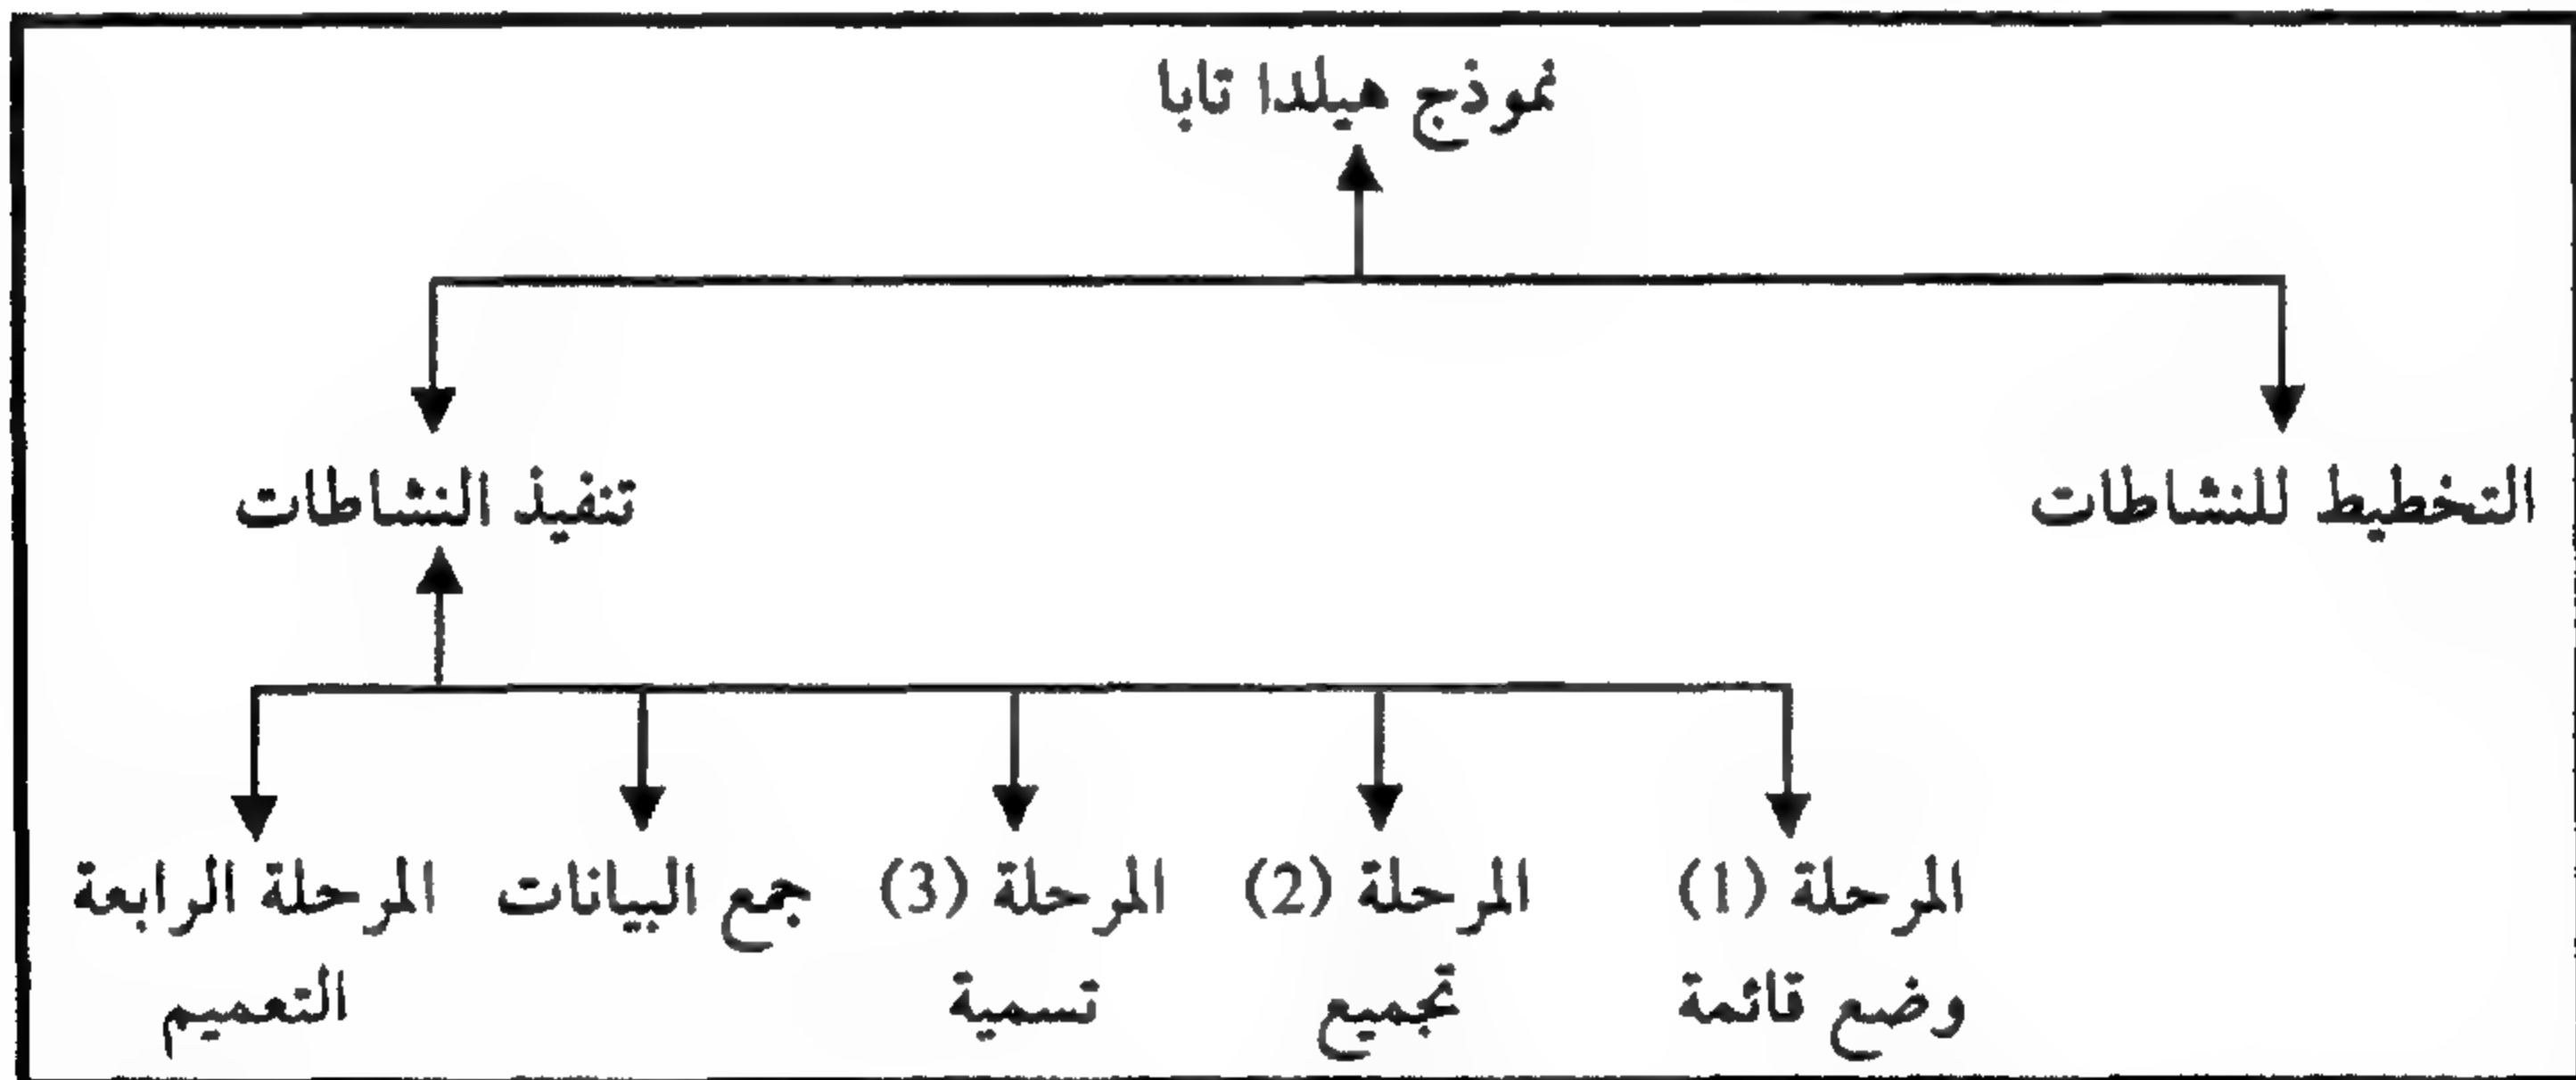 نموذج هيلدا تابا
التخطيط للنشاطات
تنفيذ النشاطات
المرحلة (1)
وضع قائمة
المرحلة (2)
تجميع
المرحلة (3)
تسمية
جمع البيانات
المرحلة الرابعة
التعميم